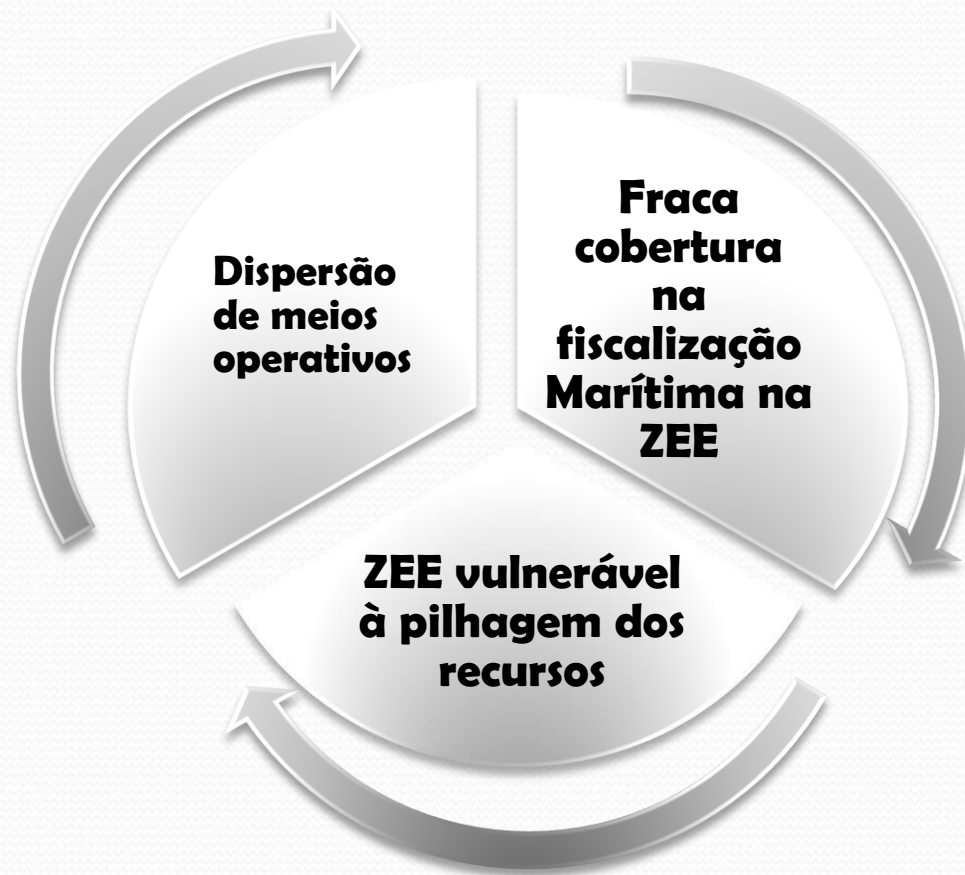 Dispersão
de meios
operativos
Fraca
cobertura
na
fiscalização
Marítima na
ZEE
ZEE vulnerável
à pilhagem dos
recursos